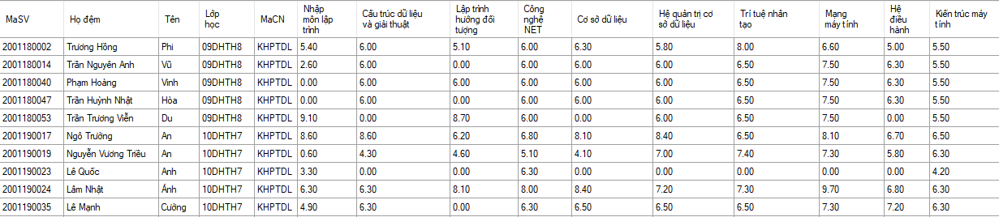 MaSV Họ đệm Tên Lớp học MaCN Nhập môn lập trình Cấu trúc dữ liệu và giải thuật Lập trình hướng đối tượng Công nghệ NET Cơ sở dữ liệu Hệ quản trị cơ sở dữ liệu Trí tuệ nhân tạo Mạng máy tính Hệ điều hành Kiến trúc máy tính
2001180002 Trương Hồng Phi 09DHTH8 KHPTDL 5.40 6.00 5.10 6.00 6.30 5.80 8.00 6.60 5.00 5.50
2001180014 Trần Nguyên Anh Vũ 09DHTH8 KHPTDL 2.60 6.00 0.00 6.00 6.00 6.00 6.50 7.50 6.30 5.50
2001180040 Phạm Hoàng Vinh 09DHTH8 KHPTDL 0.00 6.00 6.00 6.00 6.00 6.00 6.50 7.50 6.30 5.50
2001180047 Trần Huỳnh Nhật Hòa 09DHTH8 KHPTDL 0.00 6.00 0.00 6.00 6.00 6.00 6.50 7.50 6.30 6.50
2001180053 Trần Trương Viễn Du 09DHTH8 KHPTDL 9.10 0.00 8.70 6.00 0.00 6.00 6.50 7.50 0.00 5.50
2001190017 Ngô Trường An 10DHTH7 KHPTDL 8.60 8.60 6.20 6.80 8.10 8.40 6.50 8.10 6.70 6.50
2001190019 Nguyễn Vương Triều An 10DHTH7 KHPTDL 0.60 4.30 4.60 5.10 4.10 7.00 7.40 7.30 5.80 6.30
2001190023 Lê Quốc Anh 10DHTH7 KHPTDL 3.30 0.00 0.00 6.30 0.00 0.00 0.00 0.00 0.00 4.20
2001190024 Lâm Nhật Ánh 10DHTH7 KHPTDL 6.30 6.30 8.10 8.00 8.40 7.20 7.30 9.70 6.80 6.30
2001190035 Lê Mạnh Cường 10DHTH7 KHPTDL 4.90 6.30 0.00 6.30 6.50 6.50 6.50 7.30 7.20 6.30